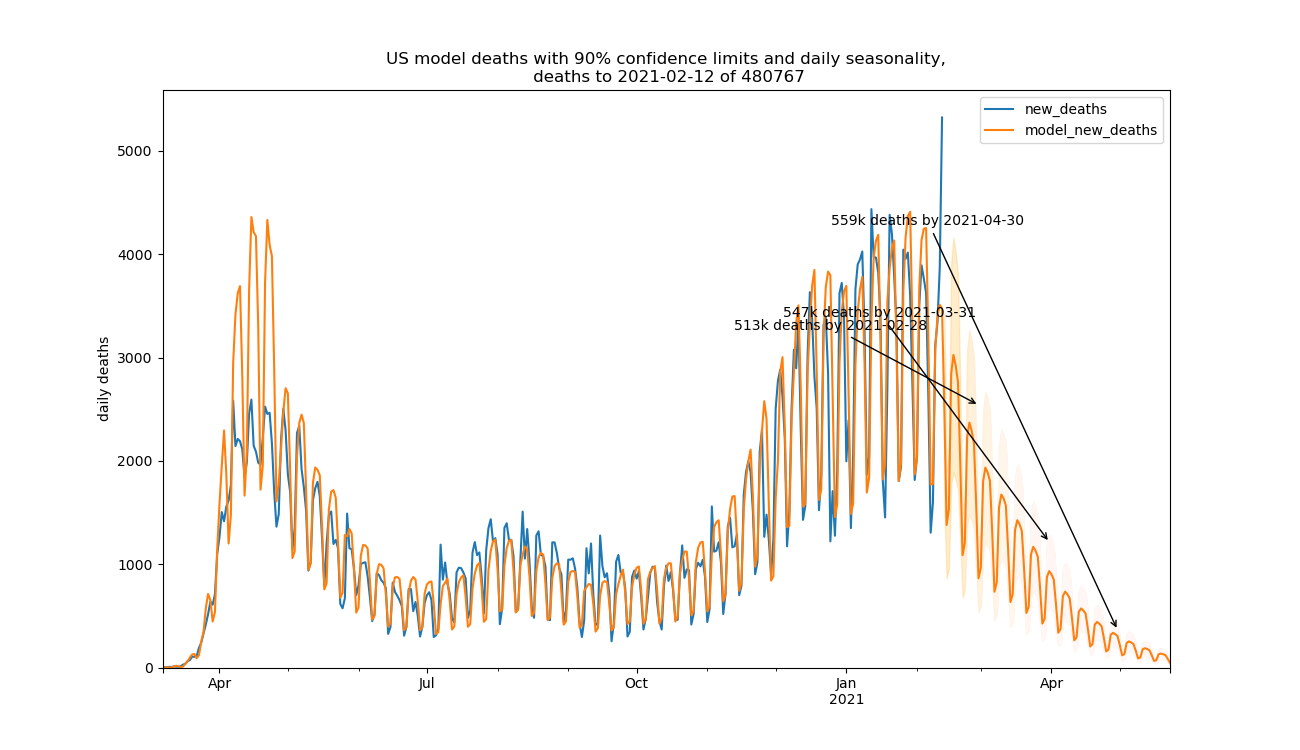 US model deaths with 90% confidence limits and daily seasonality,
deaths to 2021-02-12 of 480767
new_deaths
model_new_deaths
5000
4000
3000
2000
1000
0
daily deaths
559k deaths by 2021-04-30
547k deaths by 2021-03-31
513k deaths by 2021-02-28
Apr
Jul
Oct
Jan
2021
Apr